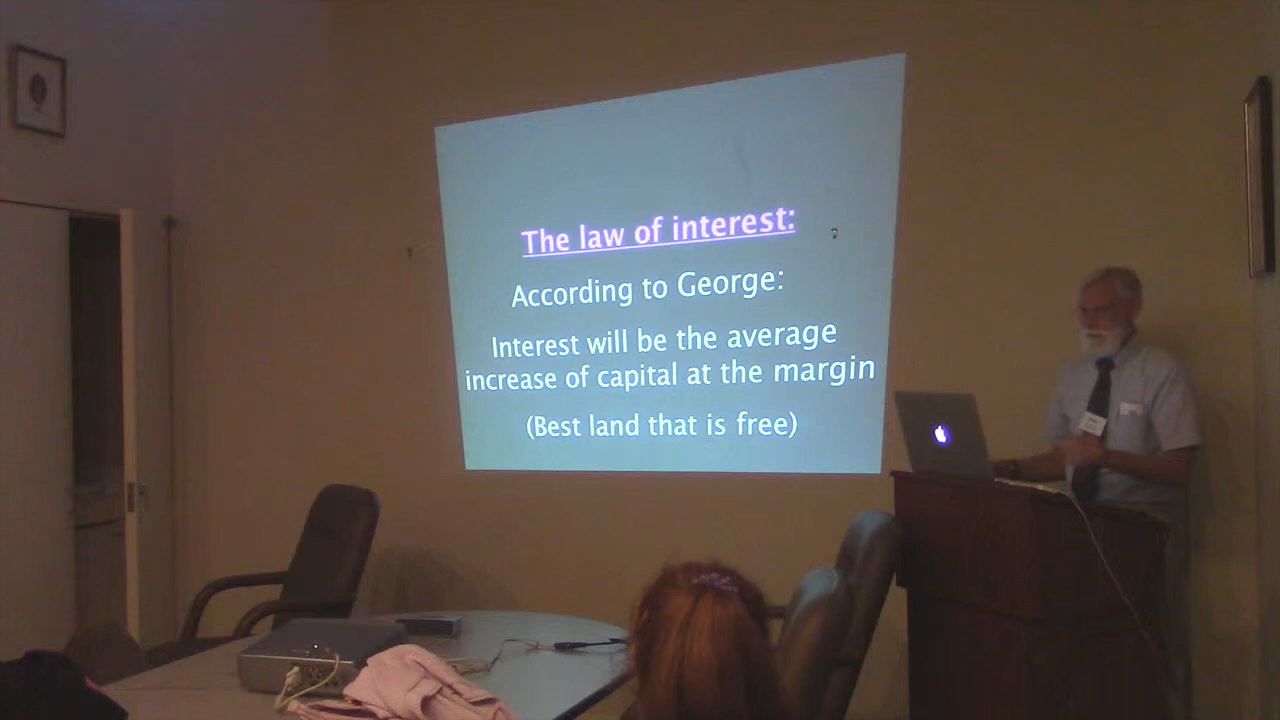 The law of interest:
According to George:
Interest will be the average
increase of capital at the margin
(Best land that is free)